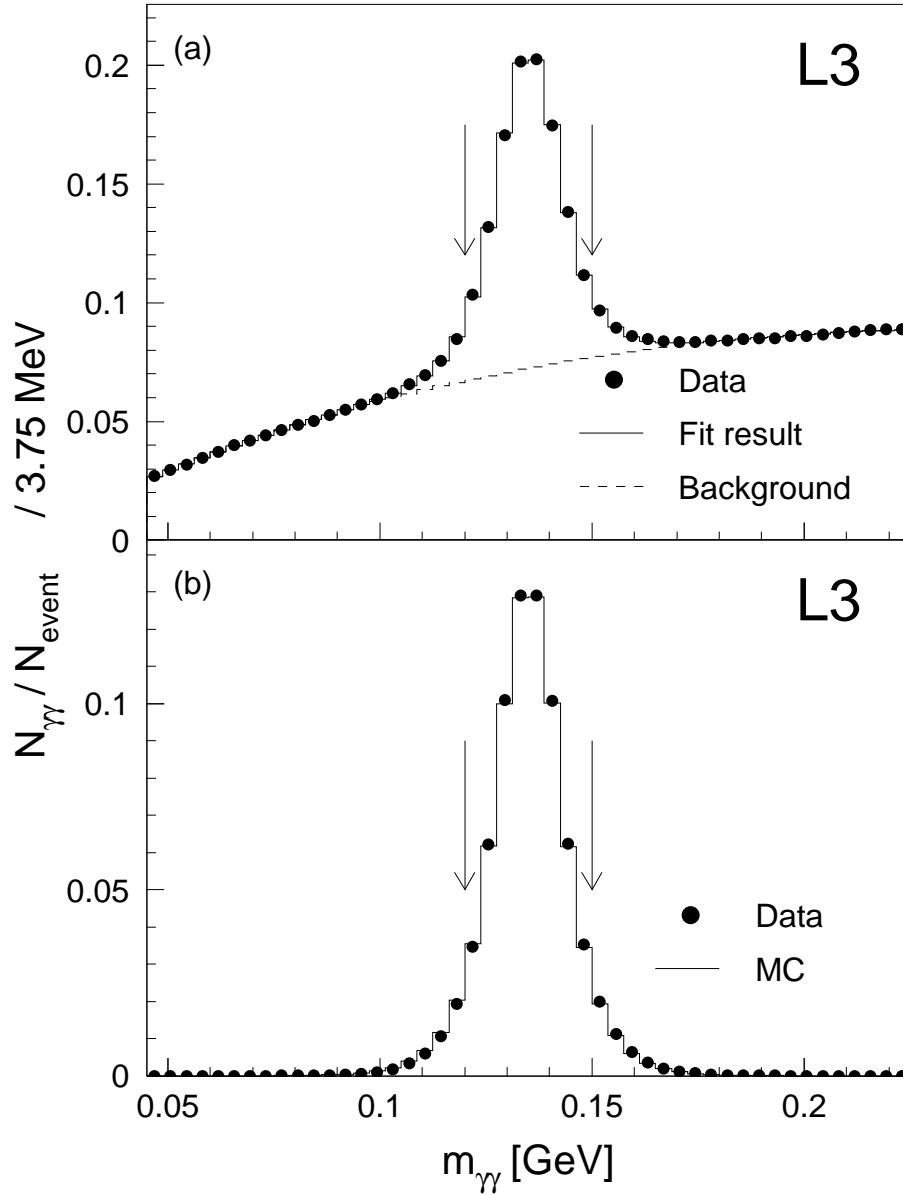 (a)
L3
0.2
0.15
0.1
0.05
0
Data
Fit result
Background
N_γγ / N_event / 3.75 MeV
(b)
L3
0.1
0.05
0
Data
MC
0.05 0.1 0.15 0.2
m_γγ [GeV]